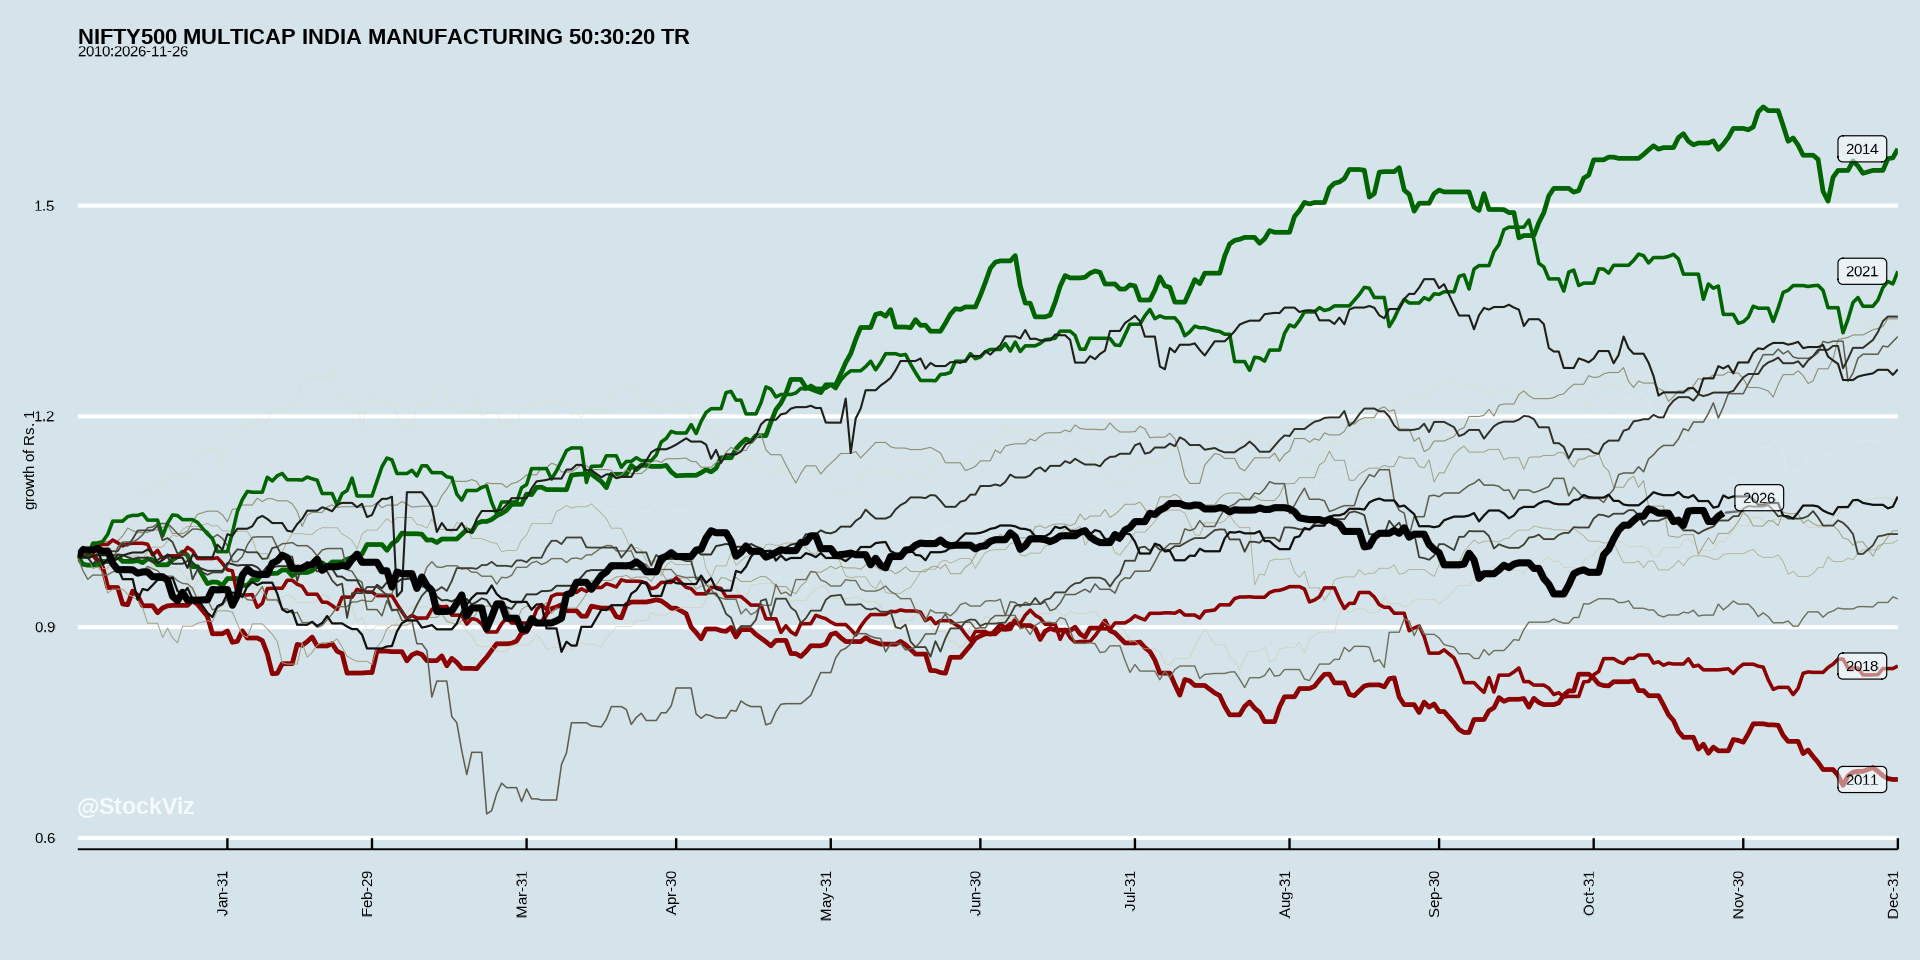 NIFTY500 MULTICAP INDIA MANUFACTURING 50:30:20 TR
2010:2026-11-26
2014
1.5
2021
growth of Rs. 1
1.2
2026
0.9
2018
2011
@StockViz
0.6
Jan-31
Feb-29
Mar-31
Apr-30
May-31
Jun-30
Jul-31
Aug-31
Sep-30
Oct-31
Nov-30
Dec-31